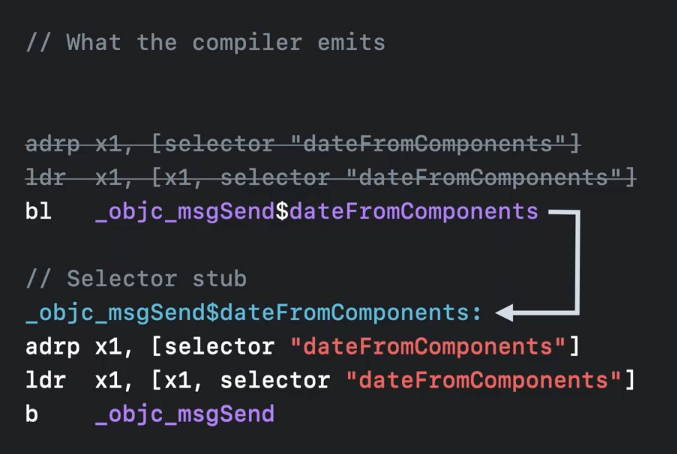 // What the compiler emits
adrp x1, [selector "dateFromComponents"]
ldr  x1, [x1, selector "dateFromComponents"]
bl   _objc_msgSend$dateFromComponents
// Selector stub
_objc_msgSend$dateFromComponents:
adrp x1, [selector "dateFromComponents"]
ldr  x1, [x1, selector "dateFromComponents"]
b    _objc_msgSend